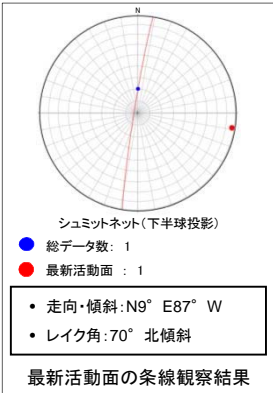 N
シュミットネット(下半球投影)
総データ数: 1
最新活動面 : 1
• 走向・傾斜:N9° E87° W
• レイク角:70° 北傾斜
最新活動面の条線観察結果